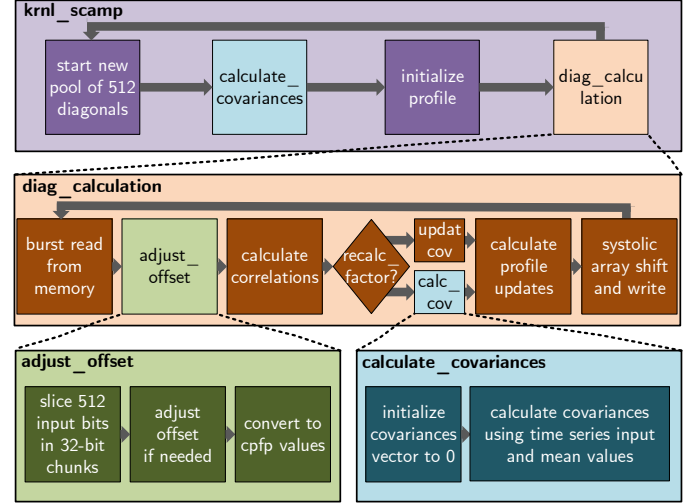 krnl_scamp
start new
pool of 512
diagonals
calculate_
covariances
initialize
profile
diag_calcu
lation
diag_calculation
burst read
from
memory
adjust_
offset
calculate
correlations
recalc_
factor?
updat
cov
calc_
cov
calculate
profile
updates
systolic
array shift
and write
adjust_offset
slice 512
input bits
in 32-bit
chunks
adjust
offset
if needed
convert to
cpfp values
calculate_covariances
initialize
covariances
vector to 0
calculate covariances
using time series input
and mean values